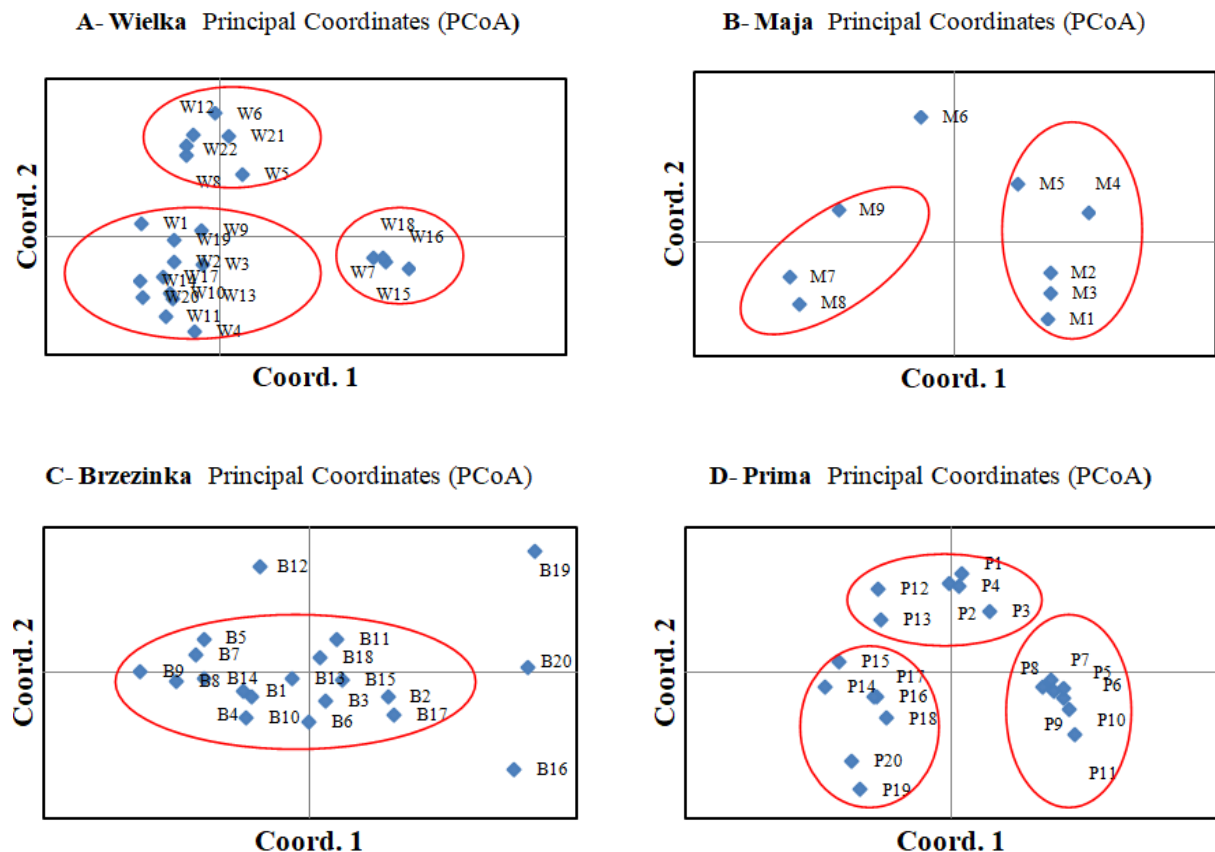 A- Wielka Principal Coordinates (PCoA)
Coord. 2
W12 W6
W21
W22
W8 W5
W1 W9
W19
W2 W3
W14 W17
W20 W10 W13
W11
W4
W18
W16
W7
W15
Coord. 1
B- Maja Principal Coordinates (PCoA)
Coord. 2
M6
M5 M4
M9
M7
M8
M2
M3
M1
Coord. 1
C- Brzezinka Principal Coordinates (PCoA)
Coord. 2
B12
B19
B5 B11
B7 B18
B20
B9 B8 B14 B13 B15
B1 B3 B2
B4 B10 B6 B17
B16
Coord. 1
D- Prima Principal Coordinates (PCoA)
Coord. 2
P1
P12 P4
P13 P2 P3
P15 P17
P14 P16
P18
P20
P19
P8 P7
P5 P6
P9 P10
P11
Coord. 1